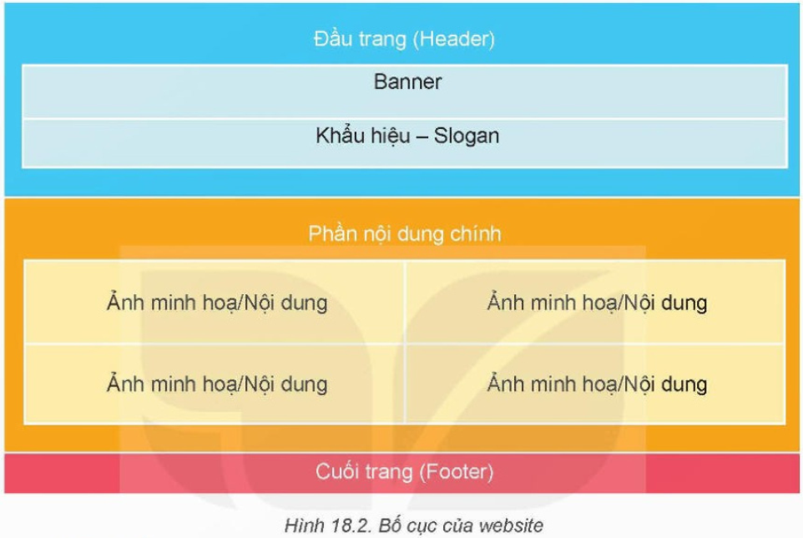 Đầu trang (Header)
Banner
Khẩu hiệu – Slogan
Phần nội dung chính
Ảnh minh hoạ/Nội dung
Ảnh minh hoạ/Nội dung
Ảnh minh hoạ/Nội dung
Ảnh minh hoạ/Nội dung
Cuối trang (Footer)
Hình 18.2. Bố cục của website